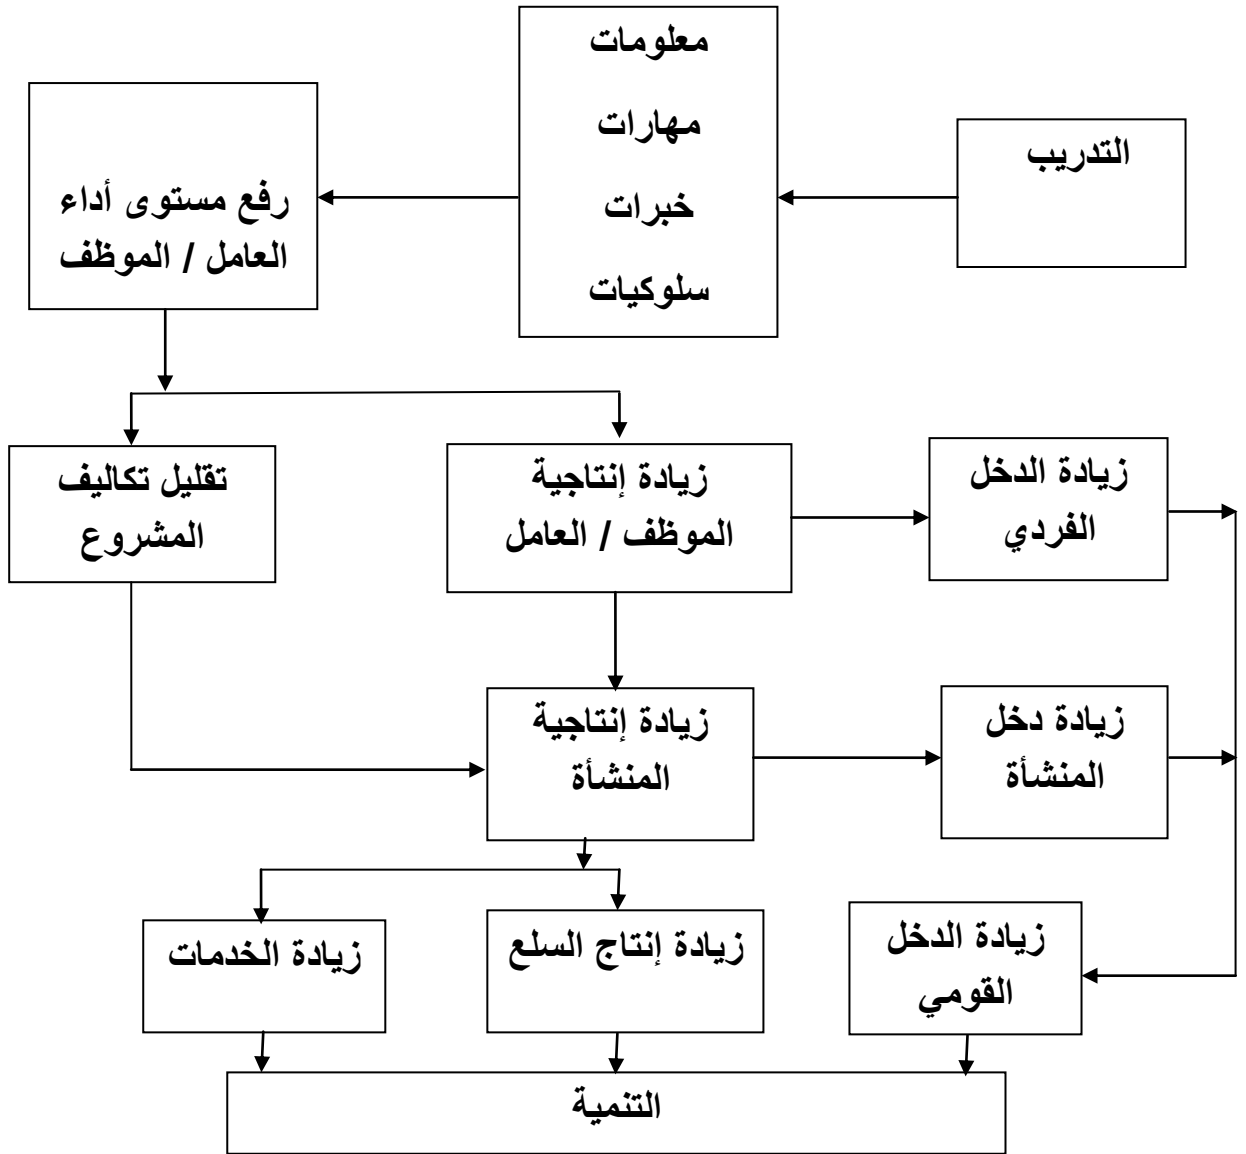 التدريب
معلومات
مهارات
خبرات
سلوكيات
رفع مستوى أداء
العامل / الموظف
زيادة الدخل
الفردي
زيادة إنتاجية
الموظف / العامل
تقليل تكاليف
المشروع
زيادة دخل
المنشأة
زيادة إنتاجية
المنشأة
زيادة الدخل
القومي
زيادة إنتاج السلع
زيادة الخدمات
التنمية